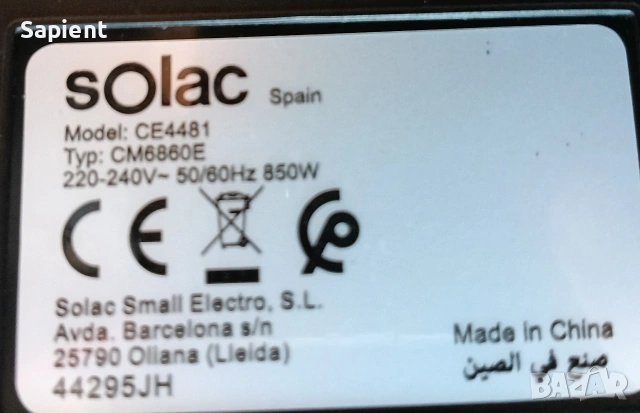 Sapient
solac Spain
Model: CE4481
Typ: CM6860E
220-240V~ 50/60Hz 850W
CE
Solac Small Electro, S.L.
Avda. Barcelona s/n
25790 Oliana (Lleida)
44295JH
Made in China
صنع في الصين
BAZAR